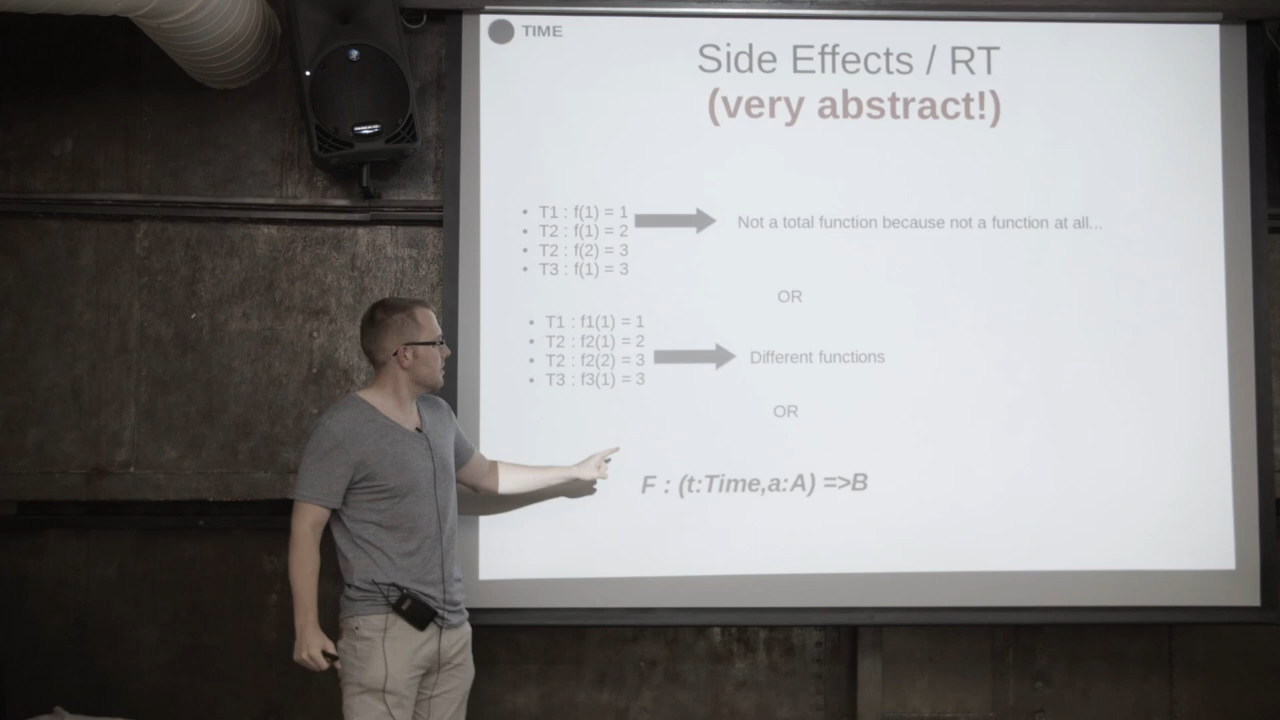 TIME
Side Effects / RT
(very abstract!)
• T1 : f(1) = 1
• T2 : f(1) = 2
• T2 : f(2) = 3
• T3 : f(1) = 3
Not a total function because not a function at all...
OR
• T1 : f1(1) = 1
• T2 : f2(1) = 2
• T2 : f2(2) = 3
• T3 : f3(1) = 3
Different functions
OR
F : (t:Time,a:A) =>B